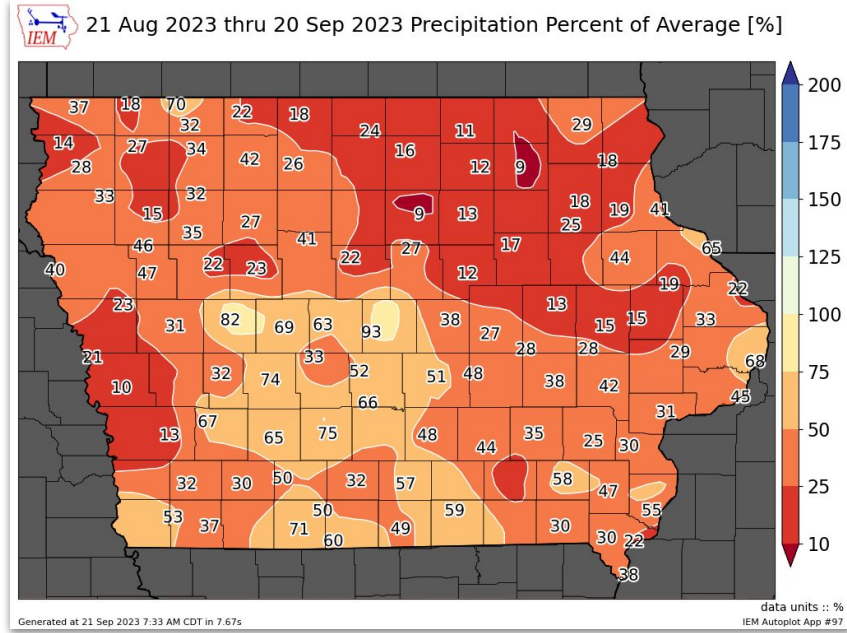 IEM
21 Aug 2023 thru 20 Sep 2023 Precipitation Percent of Average [%]
37 18 70 22 18
32 24 11 29
14 27 34 16
28 42 26 12 9 18
33 32
15 9 13 18 19 41
35 27 25
46 41 27 17 65
40 47 22 23 22 12 44
19 22
23 13
31 82 69 63 93 38 27 15 15 33
21 33 28 28 29 68
10 32 74 52 51 48 38 42
66 45
67 31
13 65 75 48 44 35 25 30
32 30 50 32 57 58 47
53 37 50 59 55
71 49 30
60 30 22
38
200
175
150
125
100
75
50
25
10
data units :: %
Generated at 21 Sep 2023 7:33 AM CDT in 7.67s
IEM Autoplot App #97